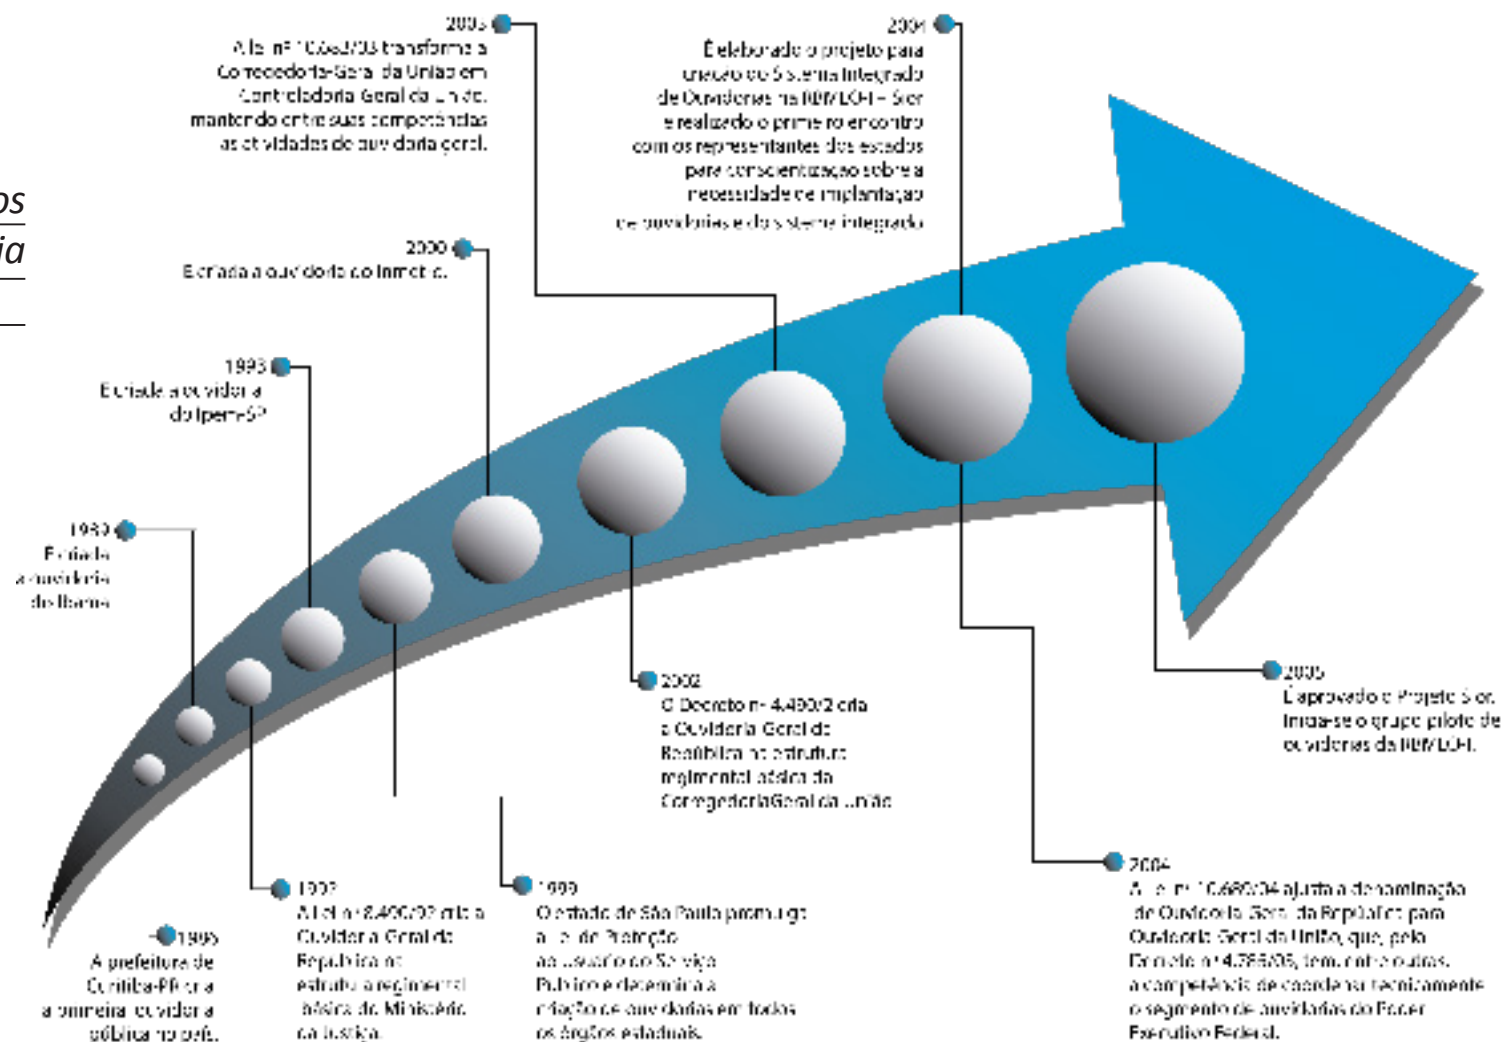 os
ia
2003
A lei nº 10.683/03 transforma a
Corregedoria-Geral da União em
Controladoria-Geral da União,
mantendo entre suas competências
as atividades de ouvidoria geral.
2004
É elaborado o projeto para
criação do Sistema Integrado
de Ouvidorias na RBMLQ-I – Sior
e realizado o primeiro encontro
com os representantes dos estados
para conscientização sobre a
necessidade de implantação
de ouvidorias e do sistema integrado
2000
É criada a ouvidoria do Inmetro.
1993
É criada a ouvidoria
do Ipem-SP
1989
É criada
a ouvidoria
do Ibama
2002
O Decreto nº 4.490/2 cria
a Ouvidoria-Geral da
República na estrutura
regimental básica da
CorregedoriaGeral da União
2005
É aprovado o Projeto Sior.
Inicia-se o grupo piloto de
ouvidorias da RBMLQ-I.
1986
A prefeitura de
Curitiba-PR cria
a primeira ouvidoria
pública no país.
1992
A Lei nº 8.490/92 cria a
Ouvidoria-Geral da
República na
estrutura regimental
básica do Ministério
da Justiça.
1999
O estado de São Paulo promulga
a Lei de Proteção
ao Usuário do Serviço
Público e determina a
criação de ouvidorias em todos
os órgãos estaduais.
2004
A Lei nº 10.689/04 ajusta a denominação
de Ouvidoria-Geral da República para
Ouvidoria-Geral da União, que, pelo
Decreto nº 4.785/03, tem, entre outras,
a competência de coordenar tecnicamente
o segmento de ouvidorias do Poder
Executivo Federal.